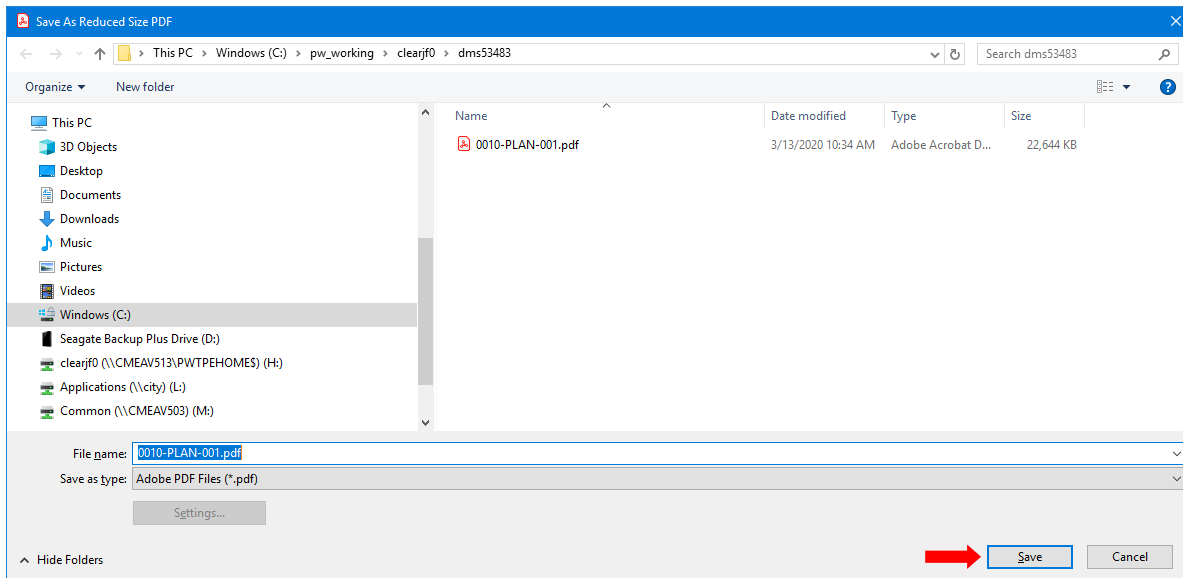 Save As Reduced Size PDF
This PC > Windows (C:) > pw_working > clearjf0 > dms53483
Search dms53483
Organize
New folder
This PC
3D Objects
Desktop
Documents
Downloads
Music
Pictures
Videos
Windows (C:)
Seagate Backup Plus Drive (D:)
clearjf0 (\\CMEAV513\PWTPEHOME$) (H:)
Applications (\\city) (L:)
Common (\\CMEAV503) (M:)
Name Date modified Type Size
0010-PLAN-001.pdf 3/13/2020 10:34 AM Adobe Acrobat D... 22,644 KB
File name: 0010-PLAN-001.pdf
Save as type: Adobe PDF Files (*.pdf)
Settings...
Hide Folders
Save
Cancel